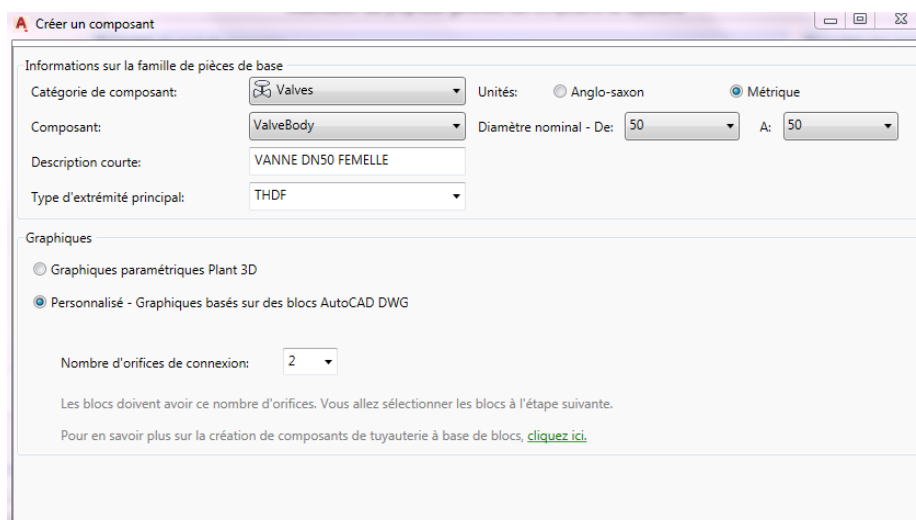 Créer un composant
Informations sur la famille de pièces de base
Catégorie de composant: Valves Unités: Anglo-saxon Métrique
Composant: ValveBody Diamètre nominal - De: 50 A: 50
Description courte: VANNE DN50 FEMELLE
Type d'extrémité principal: THDF
Graphiques
Graphiques paramétriques Plant 3D
Personnalisé - Graphiques basés sur des blocs AutoCAD DWG
Nombre d'orifices de connexion: 2
Les blocs doivent avoir ce nombre d'orifices. Vous allez sélectionner les blocs à l'étape suivante.
Pour en savoir plus sur la création de composants de tuyauterie à base de blocs, cliquez ici.